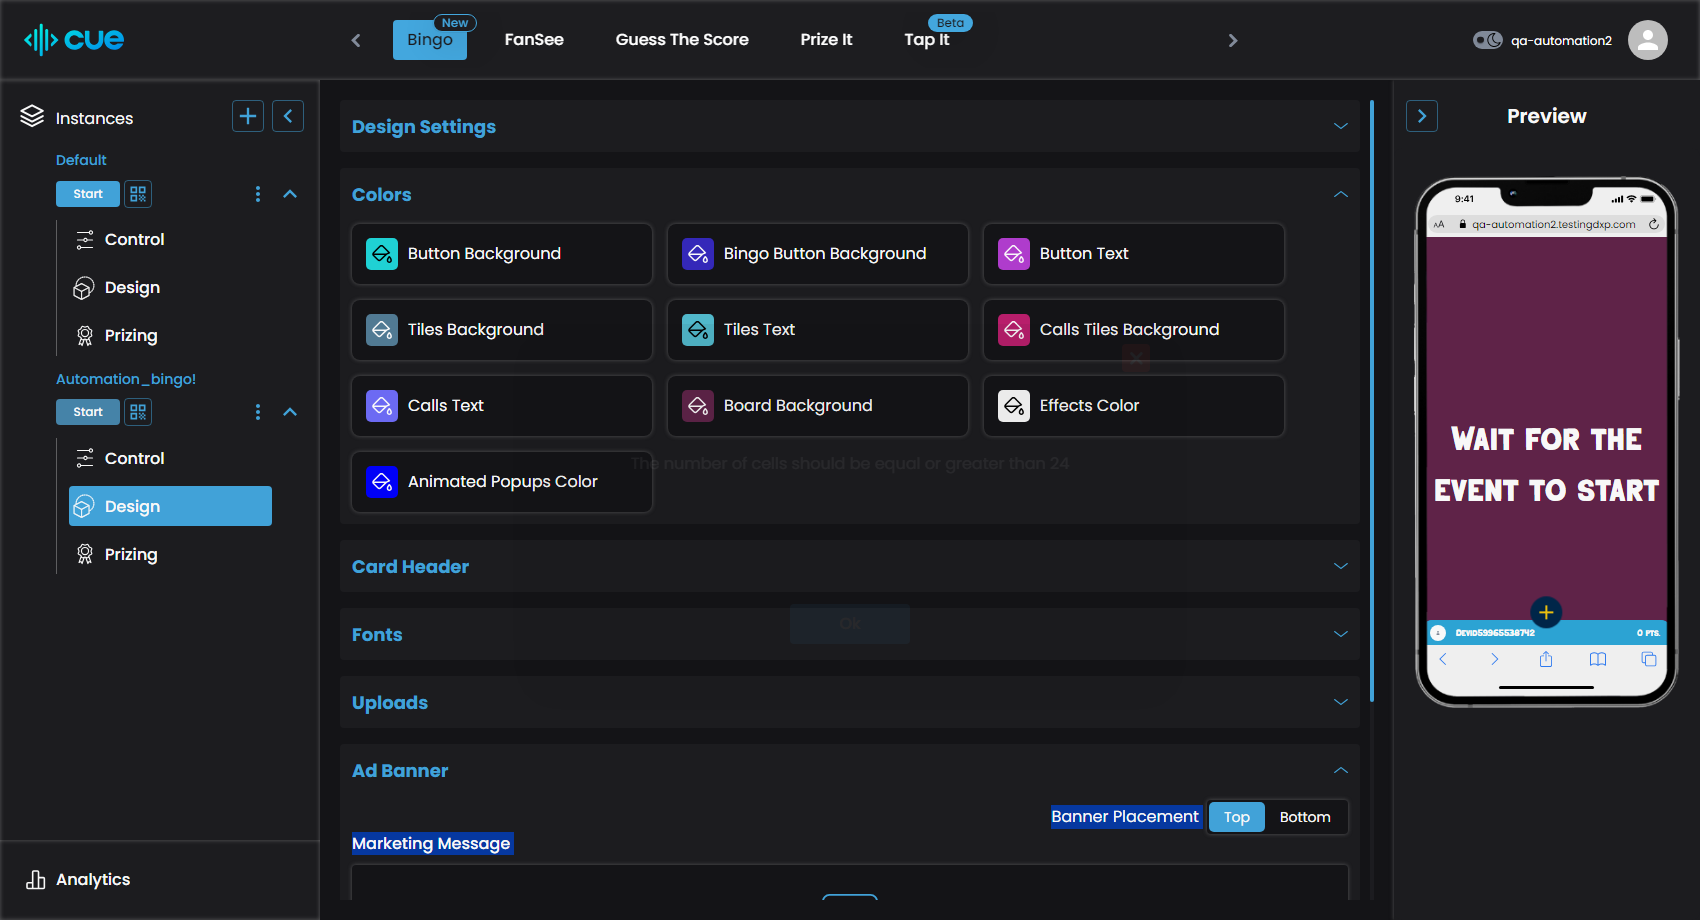 cue
Bingo
New
FanSee
Guess The Score
Prize It
Tap It
Beta
qa-automation2
Instances
Default
Start
Control
Design
Prizing
Automation_bingo!
Start
Control
Design
Prizing
Analytics
Design Settings
Colors
Button Background
Bingo Button Background
Button Text
Tiles Background
Tiles Text
Calls Tiles Background
Calls Text
Board Background
Effects Color
The number of cells should be equal or greater than 24
Animated Popups Color
Card Header
Ok
Fonts
Uploads
Ad Banner
Banner Placement
Top
Bottom
Marketing Message
Preview
9:41
AA
qa-automation2.testingdxp.com
WAIT FOR THE
EVENT TO START
DEVID59965538742
0 PTS.